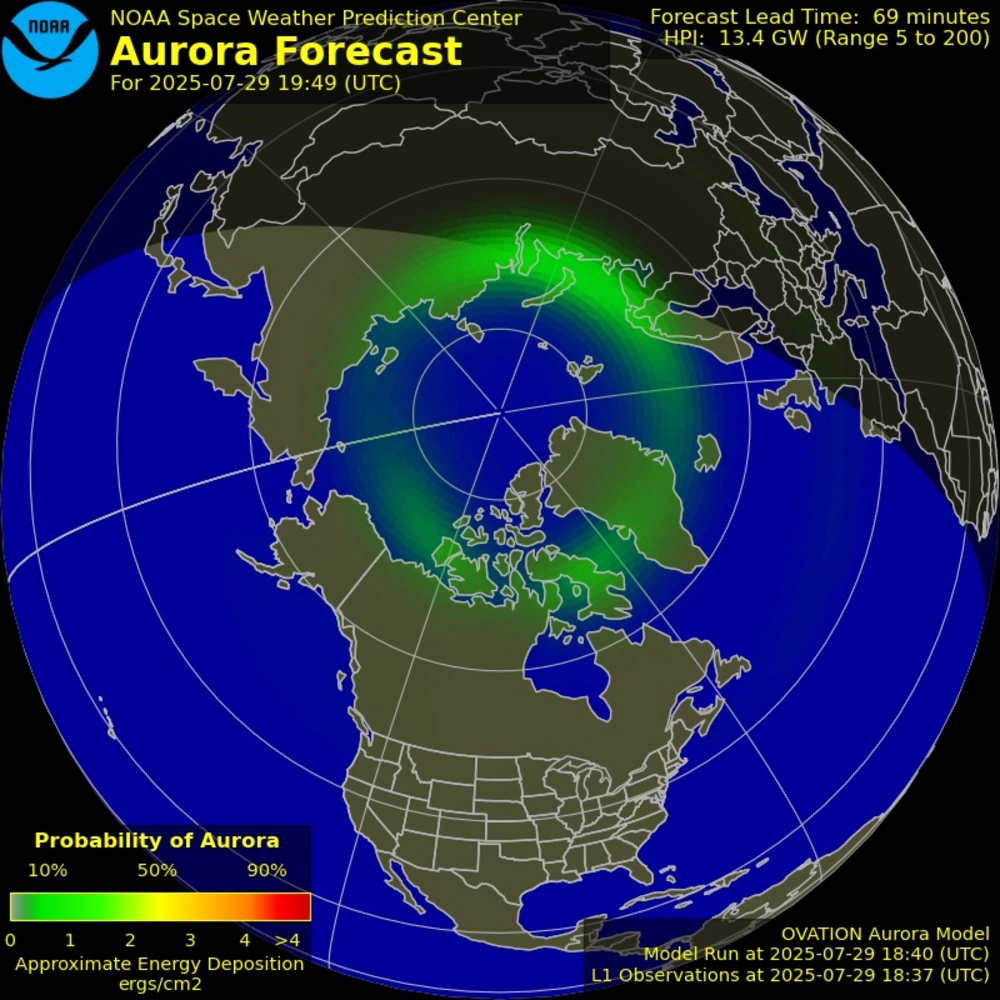 NOAA
NOAA Space Weather Prediction Center
Aurora Forecast
For 2025-07-29 19:49 (UTC)
Forecast Lead Time: 69 minutes
HPI: 13.4 GW (Range 5 to 200)
Probability of Aurora
10% 50% 90%
0 1 2 3 4 >4
Approximate Energy Deposition
ergs/cm2
OVATION Aurora Model
Model Run at 2025-07-29 18:40 (UTC)
L1 Observations at 2025-07-29 18:37 (UTC)